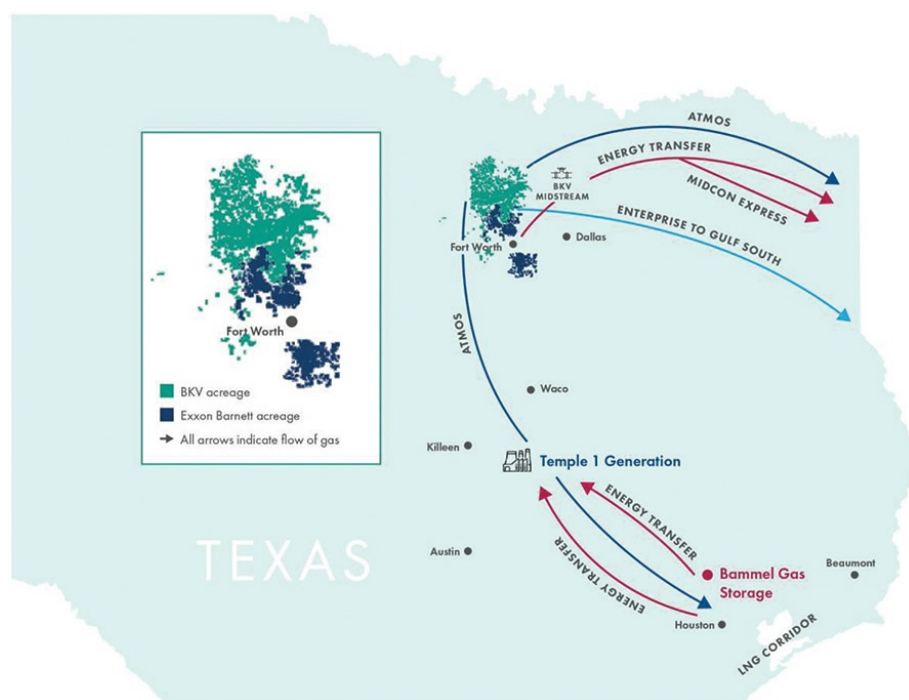 ATMOS
ENERGY TRANSFER
MIDCON EXPRESS
BKV
MIDSTREAM
ENTERPRISE TO GULF SOUTH
Fort Worth
Dallas
Fort Worth
BKV acreage
Exxon Barnett acreage
All arrows indicate flow of gas
ATMOS
Waco
Killeen
Temple 1 Generation
ENERGY TRANSFER
TEXAS
Austin
ENERGY TRANSFER
Bammel Gas
Storage
Beaumont
Houston
LNG CORRIDOR